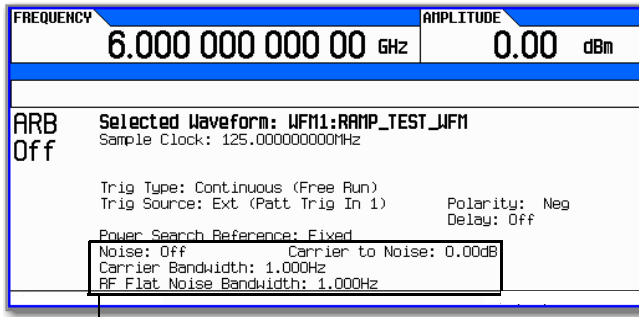 FREQUENCY AMPLITUDE
6.000 000 000 00 GHz 0.00 dBm
ARB Selected Waveform: WFM1:RAMP_TEST_WFM
Off Sample Clock: 125.000000000MHz
Trig Type: Continuous (Free Run)
Trig Source: Ext (Patt Trig In 1) Polarity: Neg
Delay: Off
Power Search Reference: Fixed
Noise: Off Carrier to Noise: 0.00dB
Carrier Bandwidth: 1.000Hz
RF Flat Noise Bandwidth: 1.000Hz